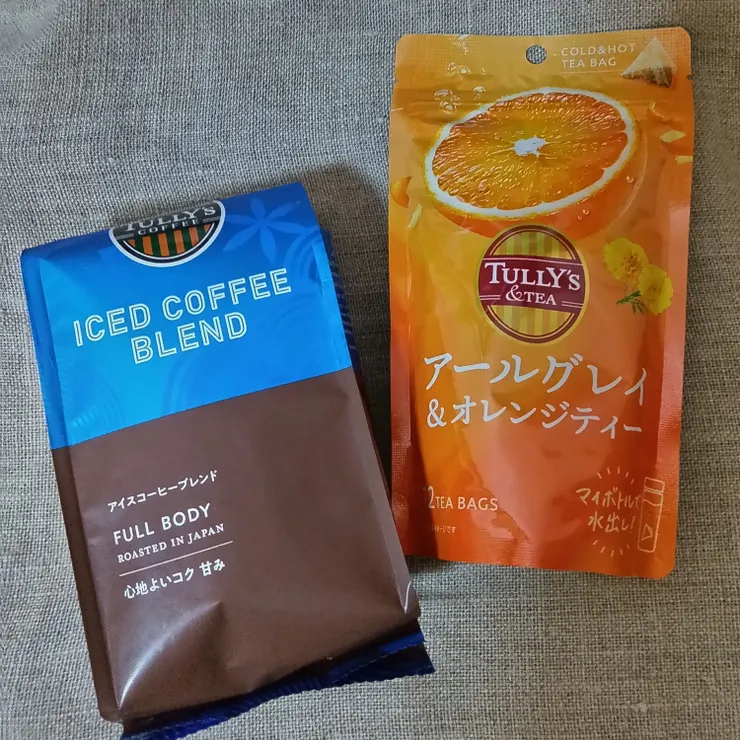 TULLY'S
COFFEE
ICED COFFEE
BLEND
アイスコーヒーブレンド
FULL BODY
ROASTED IN JAPAN
心地よいコク 甘み
COLD&HOT
TEA BAG
TULLY'S
& TEA
アールグレイ
&オレンジティー
2 TEA BAGS
マイボトルで
水出し!